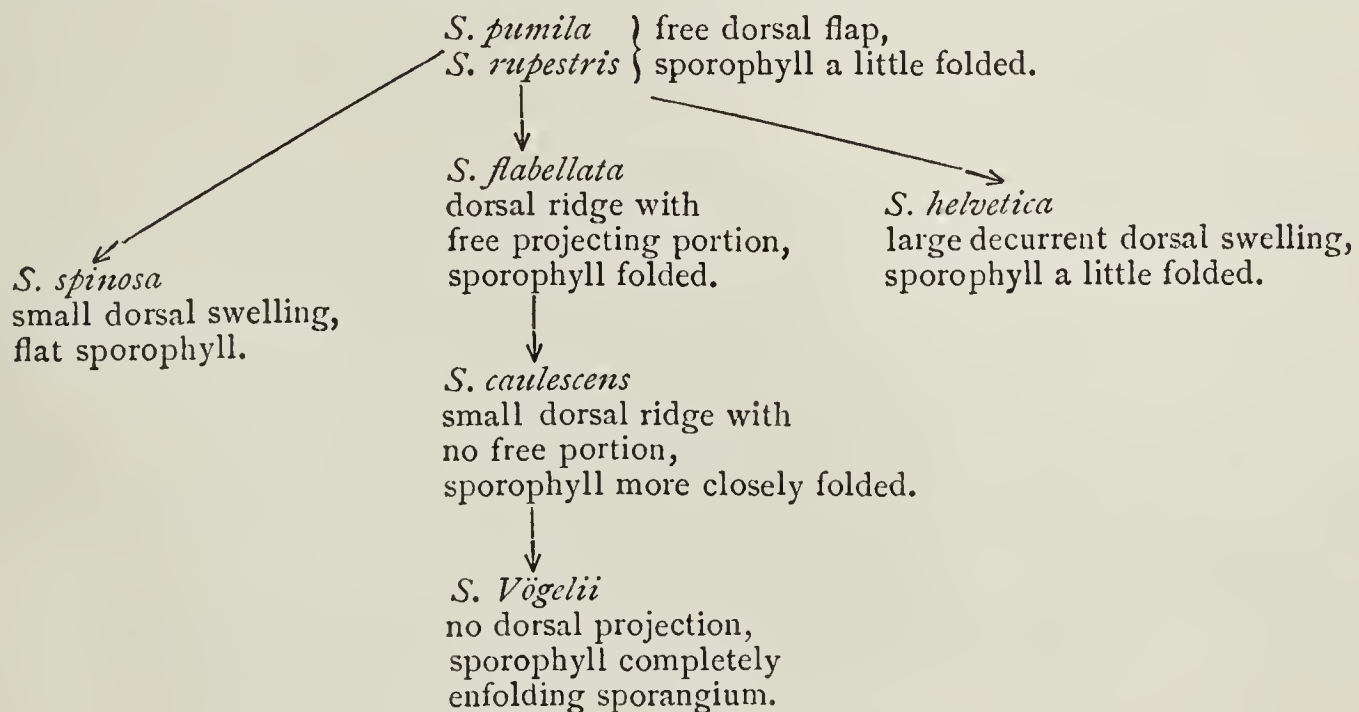 S. pumila } free dorsal flap,
S. rupestris } sporophyll a little folded.
S. flabellata
dorsal ridge with
free projecting portion,
sporophyll folded.
S. helvetica
large decurrent dorsal swelling,
sporophyll a little folded.
S. spinosa
small dorsal swelling,
flat sporophyll.
S. caulescens
small dorsal ridge with
no free portion,
sporophyll more closely folded.
S. Vögelii
no dorsal projection,
sporophyll completely
enfolding sporangium.